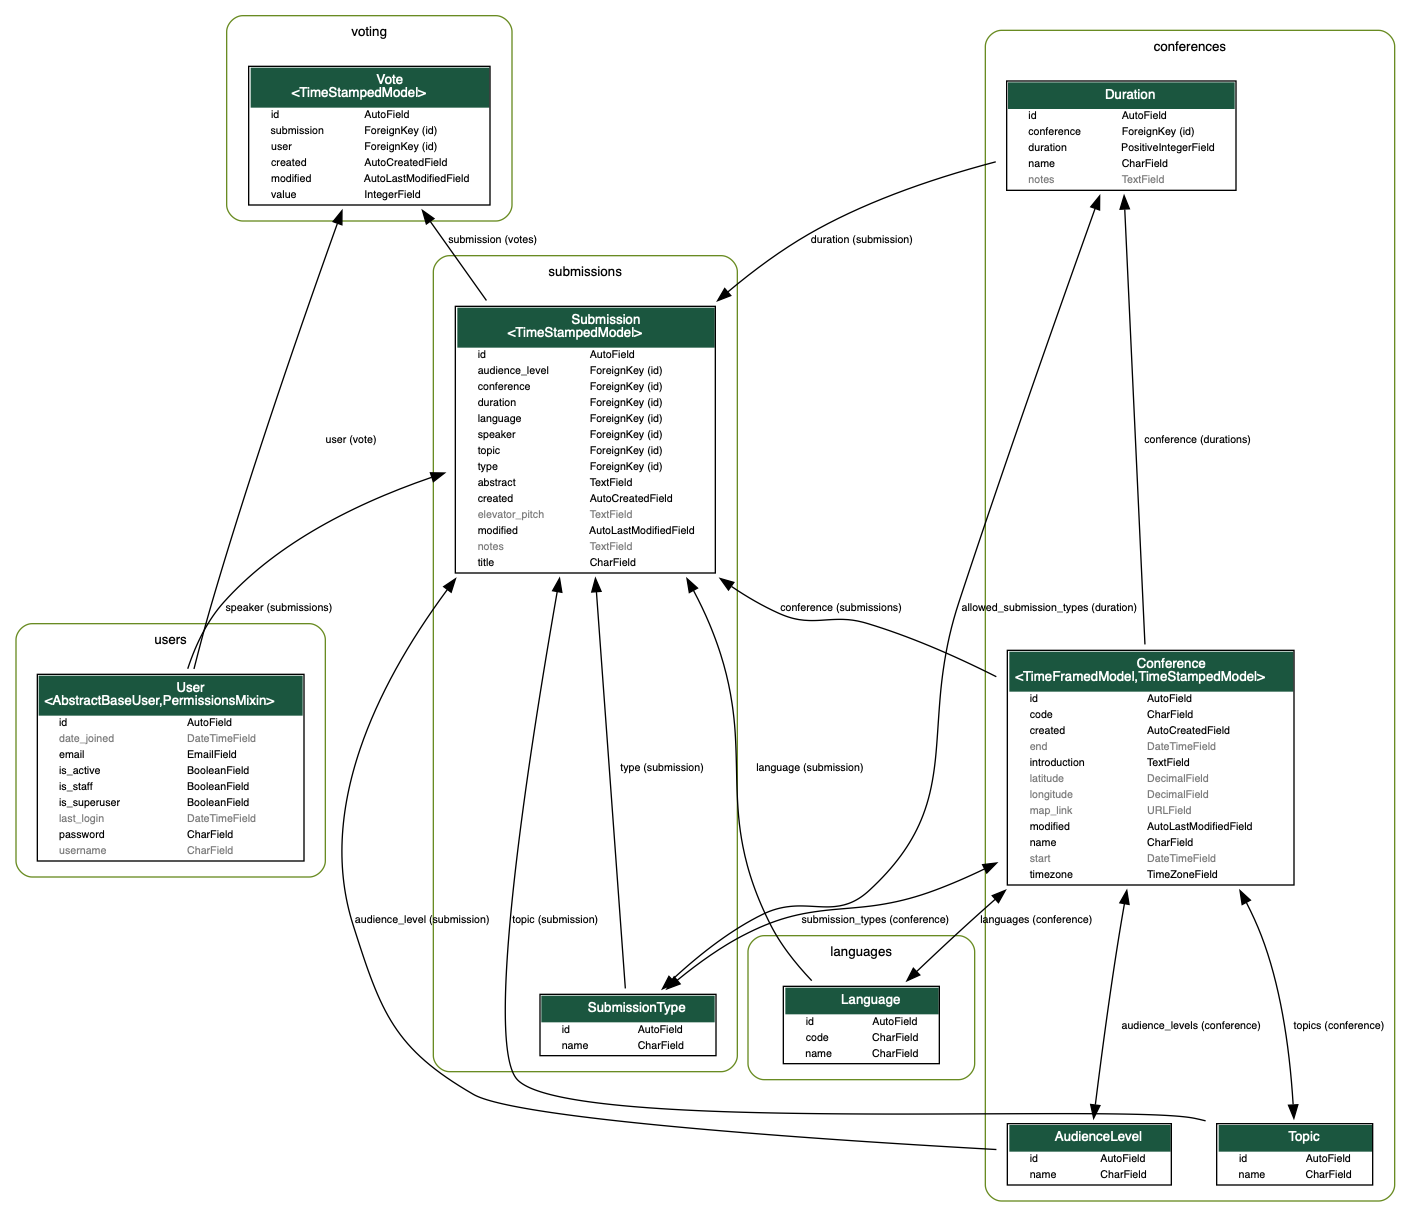 voting
Vote
<TimeStampedModel>
id AutoField
submission ForeignKey (id)
user ForeignKey (id)
created AutoCreatedField
modified AutoLastModifiedField
value IntegerField
conferences
Duration
id AutoField
conference ForeignKey (id)
duration PositiveIntegerField
name CharField
notes TextField
submission (votes)
duration (submission)
submissions
Submission
<TimeStampedModel>
id AutoField
audience_level ForeignKey (id)
conference ForeignKey (id)
duration ForeignKey (id)
language ForeignKey (id)
speaker ForeignKey (id)
topic ForeignKey (id)
type ForeignKey (id)
abstract TextField
created AutoCreatedField
elevator_pitch TextField
modified AutoLastModifiedField
notes TextField
title CharField
user (vote)
conference (durations)
speaker (submissions)
conference (submissions)
allowed_submission_types (duration)
users
User
<AbstractBaseUser,PermissionsMixin>
id AutoField
date_joined DateTimeField
email EmailField
is_active BooleanField
is_staff BooleanField
is_superuser BooleanField
last_login DateTimeField
password CharField
username CharField
Conference
<TimeFramedModel,TimeStampedModel>
id AutoField
code CharField
created AutoCreatedField
end DateTimeField
introduction TextField
latitude DecimalField
longitude DecimalField
map_link URLField
modified AutoLastModifiedField
name CharField
start DateTimeField
timezone TimeZoneField
type (submission)
language (submission)
audience_level (submission)
topic (submission)
submission_types (conference)
languages (conference)
languages
Language
id AutoField
code CharField
name CharField
SubmissionType
id AutoField
name CharField
audience_levels (conference)
topics (conference)
AudienceLevel
id AutoField
name CharField
Topic
id AutoField
name CharField